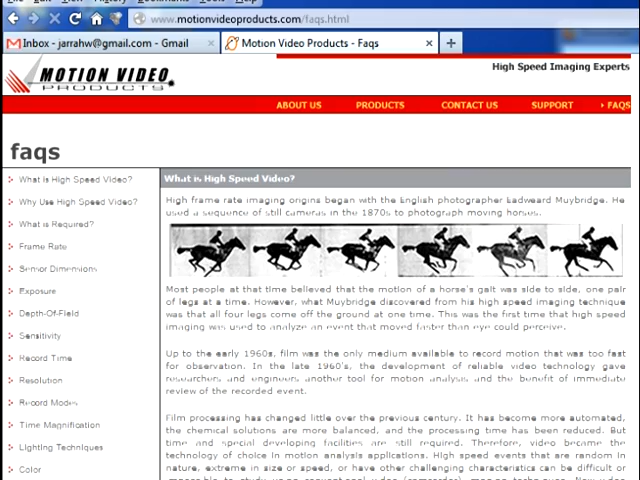 www.motionvideoproducts.com/faqs.html
Inbox - jarrahw@gmail.com - Gmail
Motion Video Products - Faqs
MOTION VIDEO
PRODUCTS
High Speed Imaging Experts
ABOUT US PRODUCTS CONTACT US SUPPORT FAQS
faqs
What is High Speed Video?
Why Use High Speed Video?
What is Required?
Frame Rate
Sensor Dimensions
Exposure
Depth-Of-Field
Sensitivity
Record Time
Resolution
Record Modes
Time Magnification
Lighting Techniques
Color
What is High Speed Video?
High frame rate imaging origins began with the English photographer Eadweard Muybridge. He
used a sequence of still cameras in the 1870s to photograph moving horses.
Most people at that time believed that the motion of a horse's gait was side to side, one pair
of legs at a time. However, what Muybridge discovered from his high speed imaging technique
was that all four legs come off the ground at one time. This was the first time that high speed
imaging was used to analyze an event that moved faster than eye could perceive.
Up to the early 1960s, film was the only medium available to record motion that was too fast
for observation. In the late 1960's, the development of reliable video technology gave
researchers and engineers another tool for motion analysis and the benefit of immediate
review of the recorded event.
Film processing has changed little over the previous century. It has become more automated,
the chemical solutions are more balanced, and the processing time has been reduced. But
time and special developing facilities are still required. Therefore, video became the
technology of choice in motion analysis applications. High speed events that are random in
nature, extreme in size or speed, or have other challenging characteristics can be difficult or